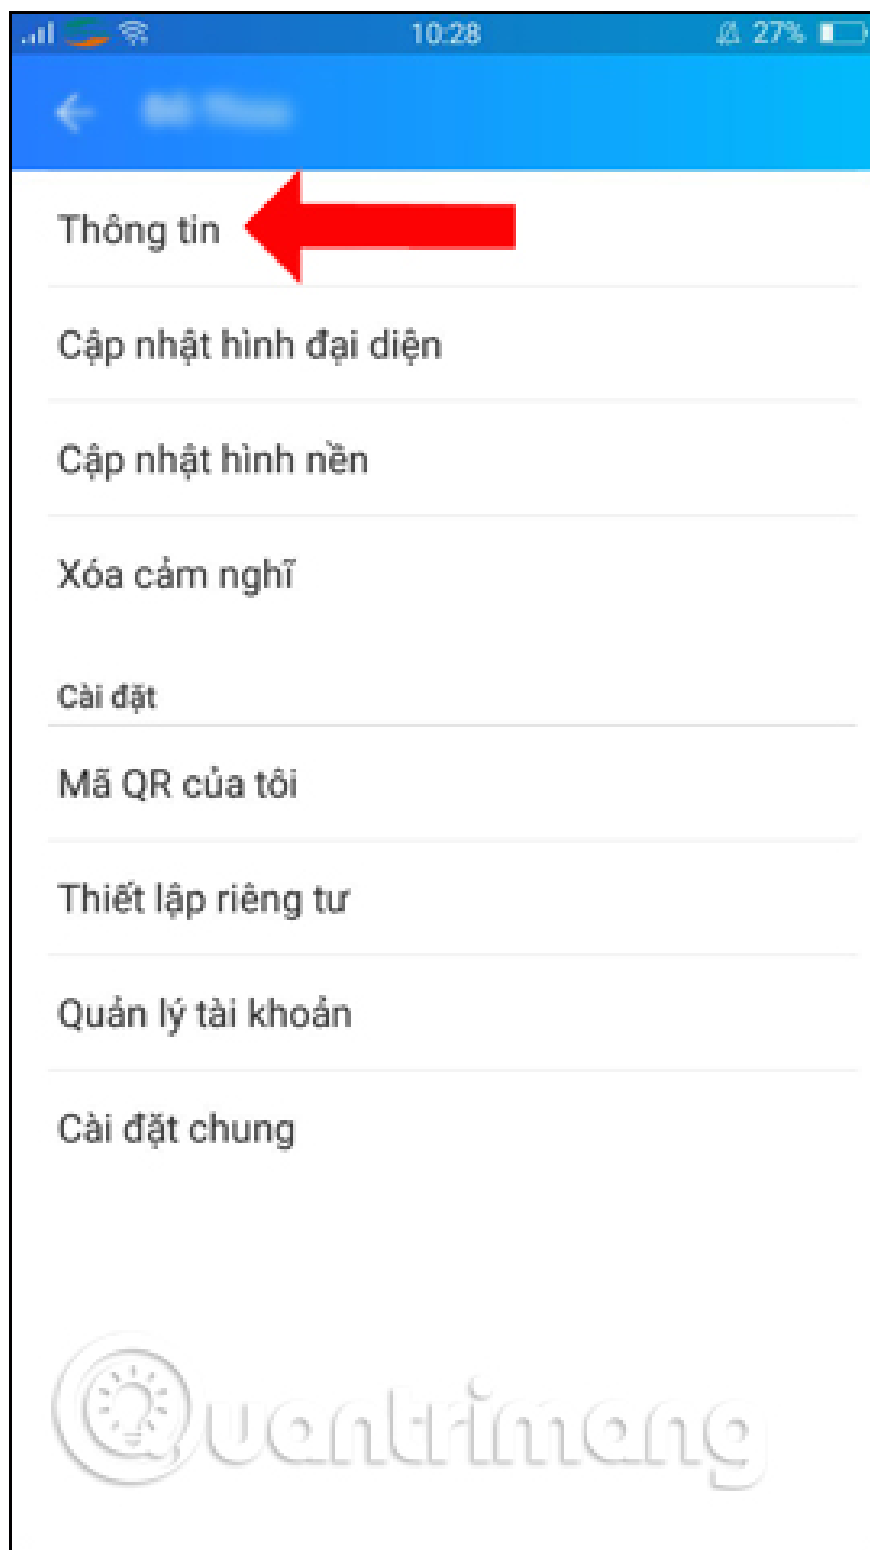 10:28
27%
Thông tin
Cập nhật hình đại diện
Cập nhật hình nền
Xóa cảm nghĩ
Cài đặt
Mã QR của tôi
Thiết lập riêng tư
Quản lý tài khoản
Cài đặt chung
Quantrimang